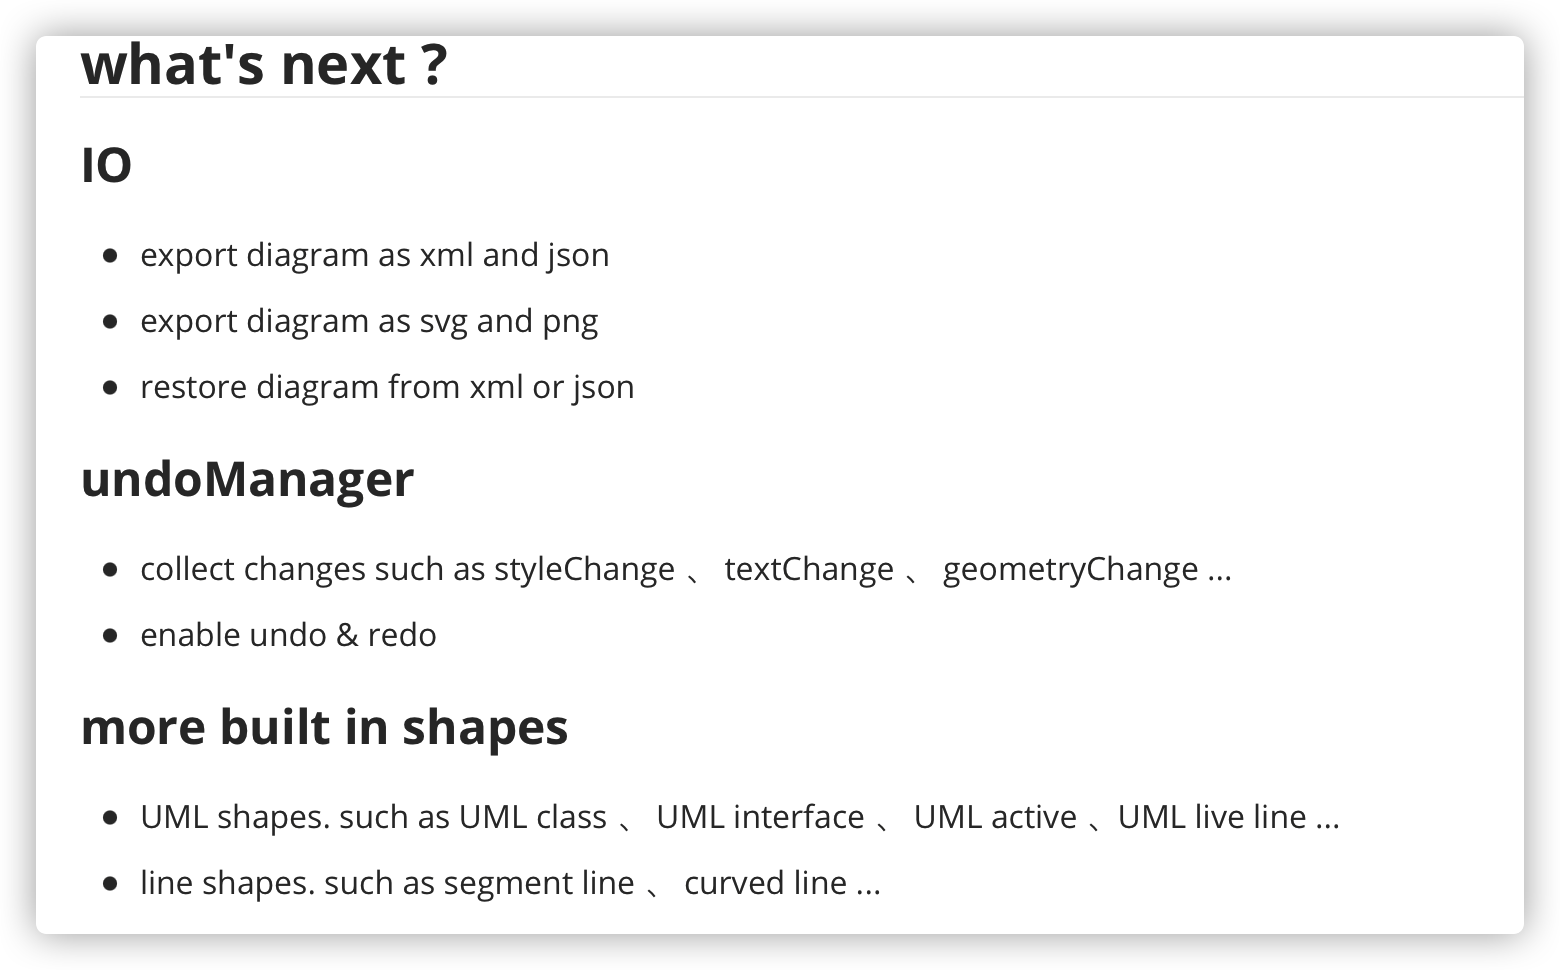 what's next ?
IO
export diagram as xml and json
export diagram as svg and png
restore diagram from xml or json
undoManager
collect changes such as styleChange 、 textChange 、 geometryChange ...
enable undo & redo
more built in shapes
UML shapes. such as UML class 、 UML interface 、 UML active 、UML live line ...
line shapes. such as segment line 、 curved line ...